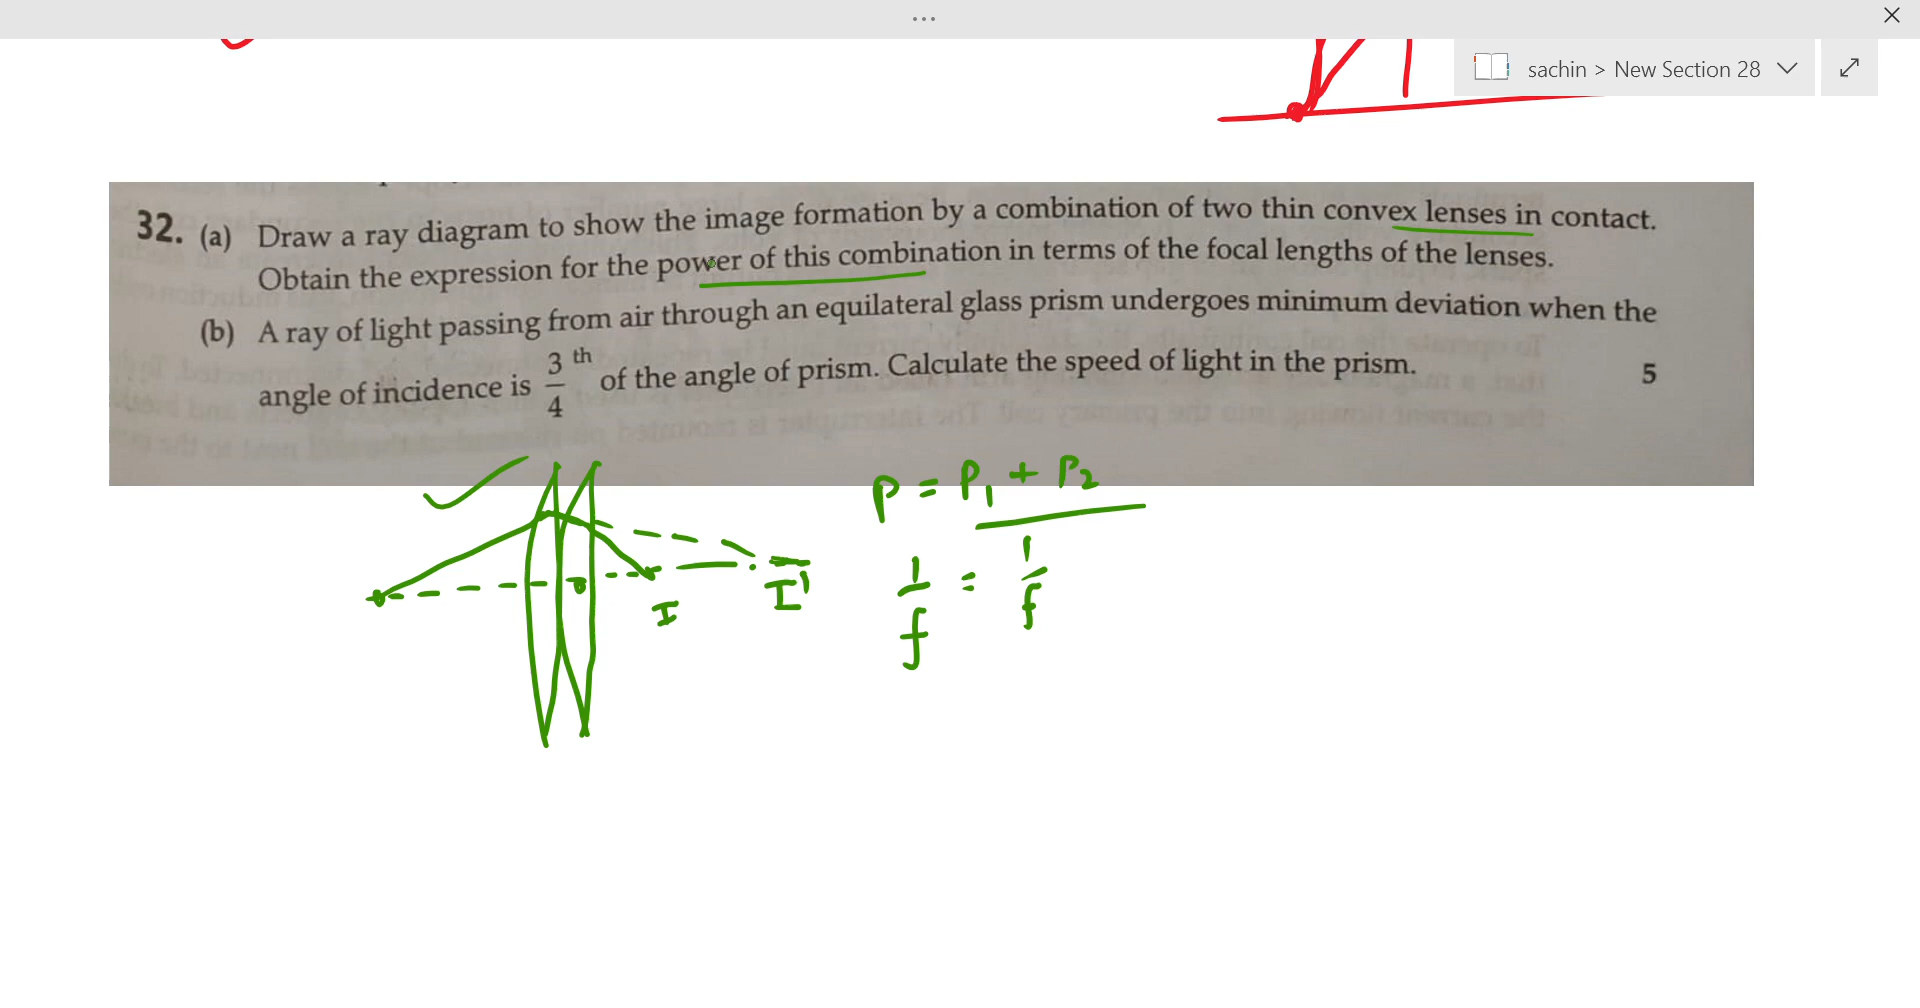 sachin > New Section 28
32. (a) Draw a ray diagram to show the image formation by a combination of two thin convex lenses in contact.
Obtain the expression for the power of this combination in terms of the focal lengths of the lenses.
(b) A ray of light passing from air through an equilateral glass prism undergoes minimum deviation when the
angle of incidence is 3/4 th of the angle of prism. Calculate the speed of light in the prism. 5
P = P1 + P2
1/f = 1/f
I I'